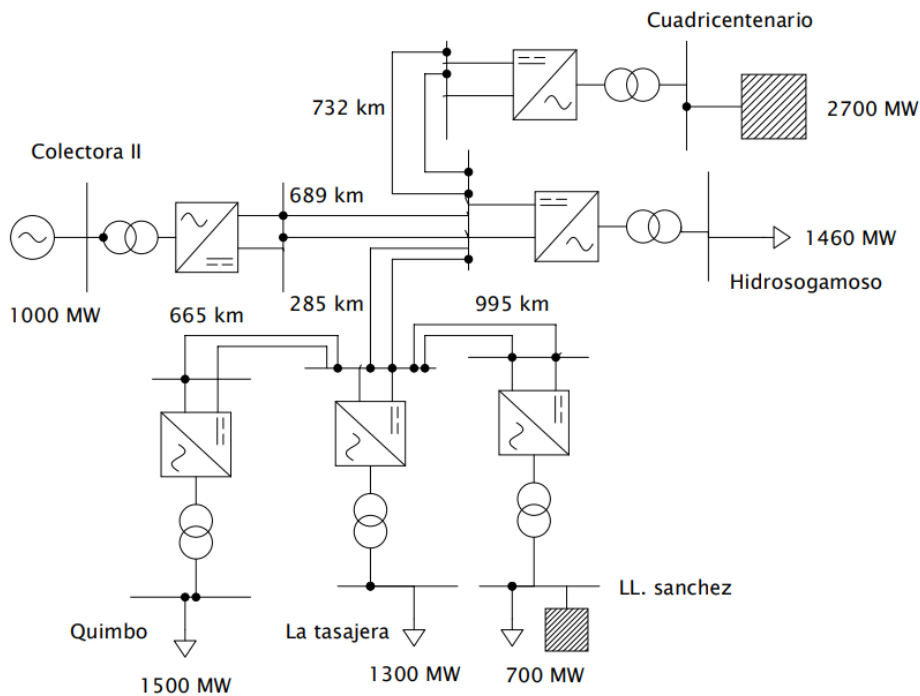 Cuadricentenario
732 km
2700 MW
Colectora II
689 km
1460 MW
Hidrosogamoso
1000 MW
665 km
285 km
995 km
LL. sanchez
Quimbo
La tasajera
1500 MW
1300 MW
700 MW